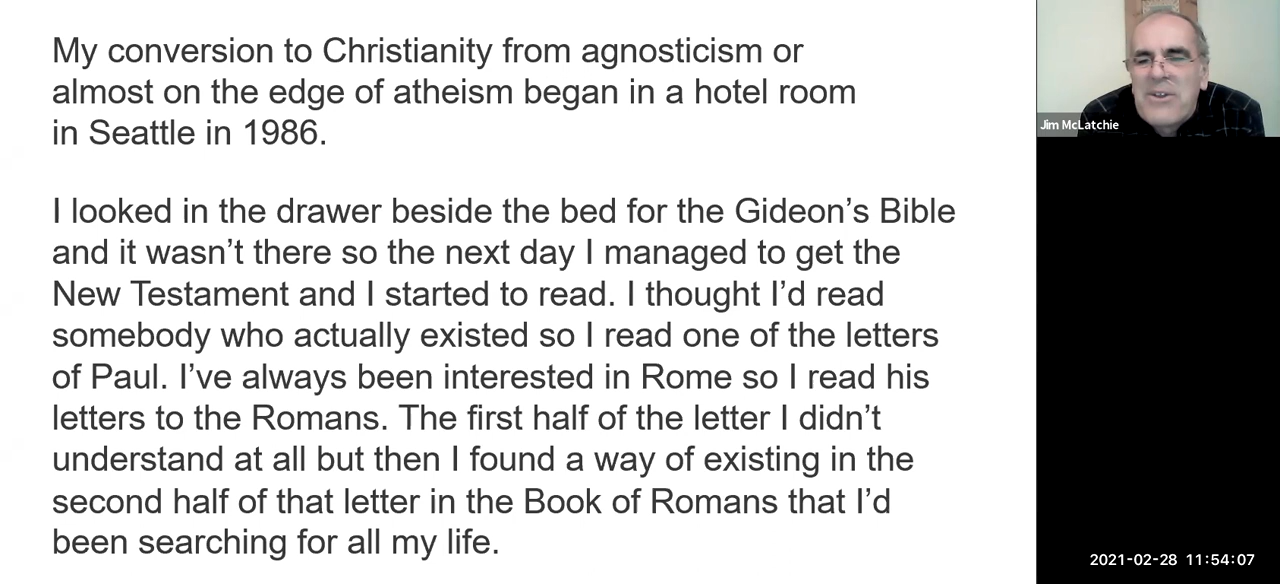 My conversion to Christianity from agnosticism or
almost on the edge of atheism began in a hotel room
in Seattle in 1986.
I looked in the drawer beside the bed for the Gideon’s Bible
and it wasn’t there so the next day I managed to get the
New Testament and I started to read. I thought I’d read
somebody who actually existed so I read one of the letters
of Paul. I’ve always been interested in Rome so I read his
letters to the Romans. The first half of the letter I didn’t
understand at all but then I found a way of existing in the
second half of that letter in the Book of Romans that I’d
been searching for all my life.
Jim McLatchie
2021-02-28 11:54:07